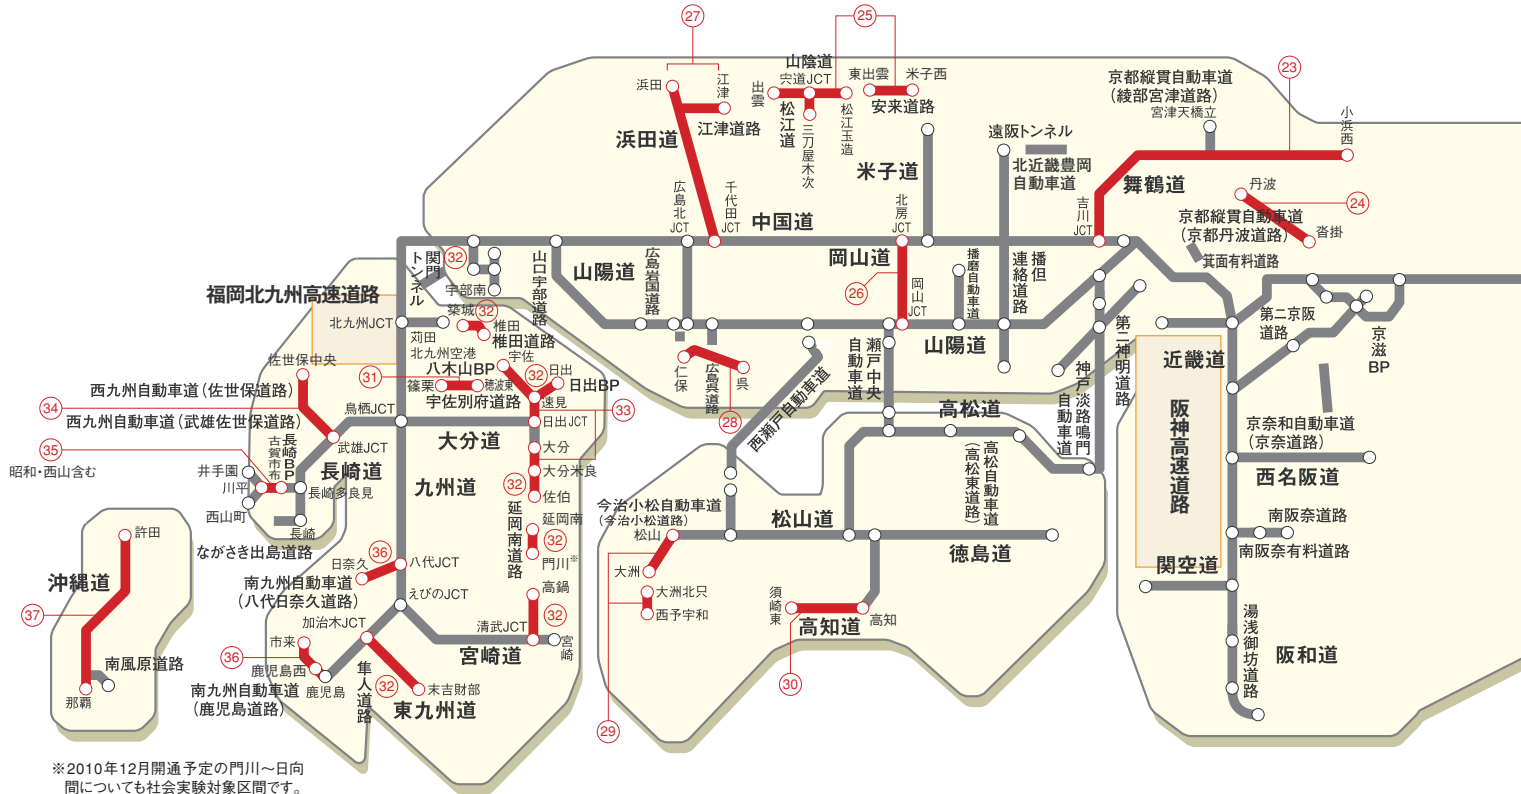 27
25
23
山陰道
宍道JCT
出雲
松江道
三刀屋木次
松江玉造
東出雲
米子西
安来道路
浜田
江津
江津道路
浜田道
京都縦貫自動車道
(綾部宮津道路)
宮津天橋立
小浜西
遠阪トンネル
北近畿豊岡
自動車道
米子道
舞鶴道
丹波
24
京都縦貫自動車道
(京都丹波道路)
沓掛
箕面有料道路
広島北JCT
千代田JCT
中国道
北房JCT
吉川JCT
岡山道
26
岡山JCT
播磨自動車道
播但
連絡道路
関門
トンネル
32
宇部南
山口宇部道路
山陽道
広島岩国道路
山陽道
福岡北九州高速道路
北九州JCT
苅田
北九州空港
築城
32
椎田
椎田道路
宇佐
八木山BP
31
篠栗
穂波東
宇佐別府道路
32
日出
日出BP
速見
33
日出JCT
大分
大分米良
32
佐伯
佐世保中央
西九州自動車道(佐世保道路)
34
西九州自動車道(武雄佐世保道路)
鳥栖JCT
大分道
武雄JCT
35
昭和・西山含む
長崎BP
古賀市布
井手園
川平
西山町
長崎道
長崎多良見
長崎
ながさき出島道路
九州道
延岡南道路
延岡南
32
門川※
高鍋
32
清武JCT
宮崎
宮崎道
日奈久
36
八代JCT
南九州自動車道
(八代日奈久道路)
えびのJCT
加治木JCT
市来
36
鹿児島西
鹿児島
南九州自動車道
(鹿児島道路)
隼人道路
32
末吉財部
東九州道
許田
沖縄道
37
南風原道路
那覇
※2010年12月開通予定の門川〜日向
間についても社会実験対象区間です。
仁保
広島呉道路
呉
28
西瀬戸自動車道
瀬戸中央
自動車道
高松道
高松自動車道
(高松東道路)
神戸淡路鳴門
自動車道
第二神明道路
今治小松自動車道
(今治小松道路)
松山
松山道
徳島道
大洲
大洲北只
西予宇和
29
須崎東
高知
高知道
30
第二京阪
道路
京滋BP
近畿道
阪神高速道路
京奈和自動車道
(京奈道路)
西名阪道
南阪奈道路
南阪奈有料道路
関空道
湯浅御坊道路
阪和道